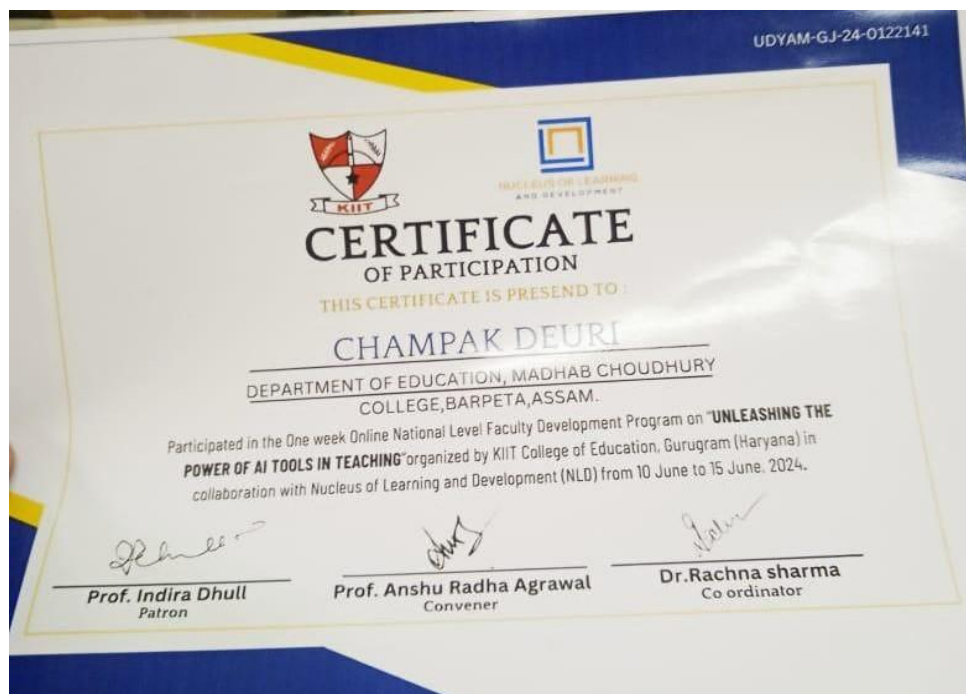 UDYAM-GJ-24-0122141
KIIT
NUCLEUS OF LEARNING
AND DEVELOPMENT
CERTIFICATE
OF PARTICIPATION
THIS CERTIFICATE IS PRESEND TO :
CHAMPAK DEURI
DEPARTMENT OF EDUCATION, MADHAB CHOUDHURY
COLLEGE,BARPETA,ASSAM.
Participated in the One week Online National Level Faculty Development Program on "UNLEASHING THE
POWER OF AI TOOLS IN TEACHING"organized by KIIT College of Education, Gurugram (Haryana) in
collaboration with Nucleus of Learning and Development (NLD) from 10 June to 15 June, 2024.
Prof. Indira Dhull
Patron
Prof. Anshu Radha Agrawal
Convener
Dr.Rachna sharma
Co ordinator